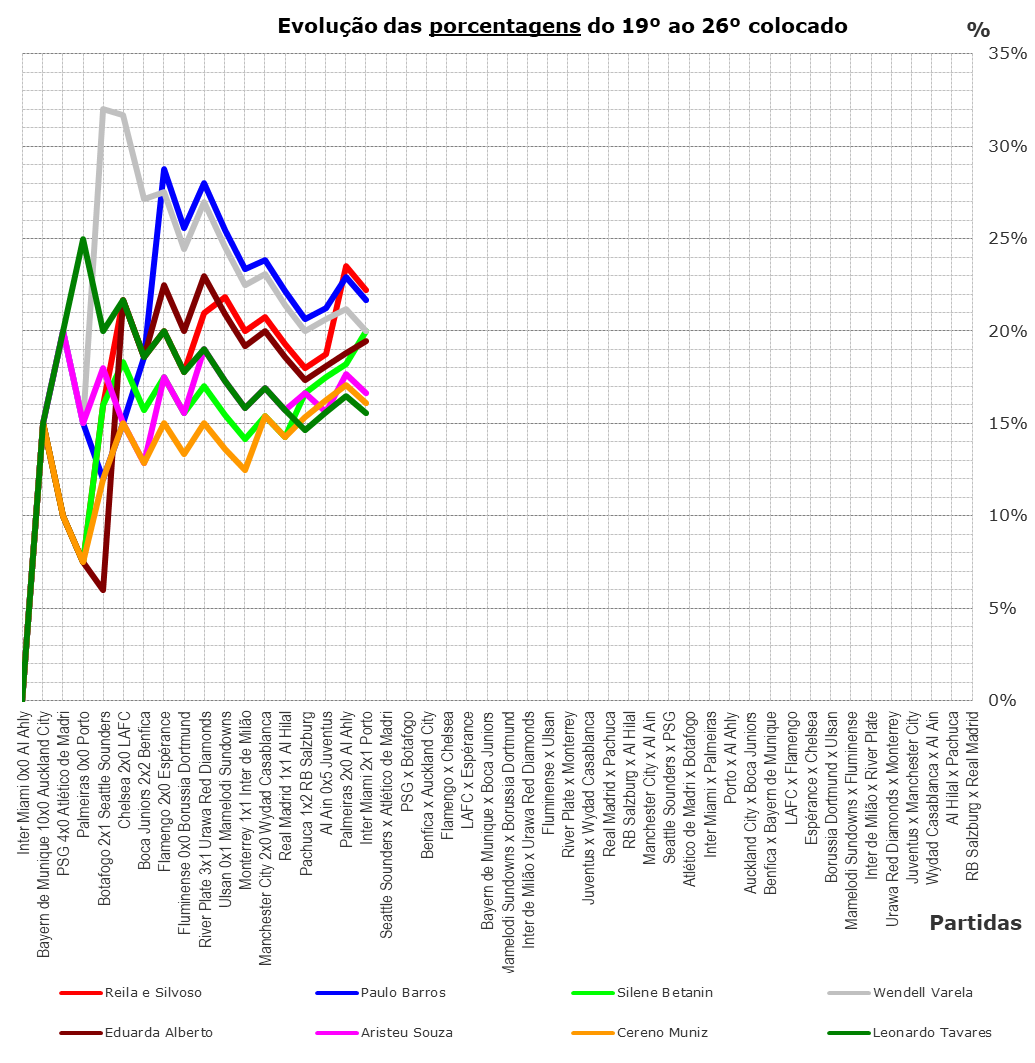 Evolução das porcentagens do 19º ao 26º colocado
%
35%
30%
25%
20%
15%
10%
5%
0%
Inter Miami 0x0 Al Ahly
Bayern de Munique 10x0 Auckland City
PSG 4x0 Atlético de Madri
Palmeiras 0x0 Porto
Botafogo 2x1 Seattle Sounders
Chelsea 2x0 LAFC
Boca Juniors 2x2 Benfica
Flamengo 2x0 Espérance
Fluminense 0x0 Borussia Dortmund
River Plate 3x1 Urawa Red Diamonds
Ulsan 0x1 Mamelodi Sundowns
Monterrey 1x1 Inter de Milão
Manchester City 2x0 Wydad Casablanca
Real Madrid 1x1 Al Hilal
Pachuca 1x2 RB Salzburg
Al Ain 0x5 Juventus
Palmeiras 2x0 Al Ahly
Inter Miami 2x1 Porto
Seattle Sounders x Atlético de Madri
PSG x Botafogo
Benfica x Auckland City
Flamengo x Chelsea
LAFC x Espérance
Bayern de Munique x Boca Juniors
Mamelodi Sundowns x Borussia Dortmund
Inter de Milão x Urawa Red Diamonds
Fluminense x Ulsan
River Plate x Monterrey
Juventus x Wydad Casablanca
Real Madrid x Pachuca
RB Salzburg x Al Hilal
Manchester City x Al Ain
Seattle Sounders x PSG
Atlético de Madri x Botafogo
Inter Miami x Palmeiras
Porto x Al Ahly
Auckland City x Boca Juniors
Benfica x Bayern de Munique
LAFC x Flamengo
Espérance x Chelsea
Borussia Dortmund x Ulsan
Mamelodi Sundowns x Fluminense
Inter de Milão x River Plate
Urawa Red Diamonds x Monterrey
Juventus x Manchester City
Wydad Casablanca x Al Ain
Al Hilal x Pachuca
RB Salzburg x Real Madrid
Partidas
Reila e Silvoso
Paulo Barros
Silene Betanin
Wendell Varela
Eduarda Alberto
Aristeu Souza
Cereno Muniz
Leonardo Tavares